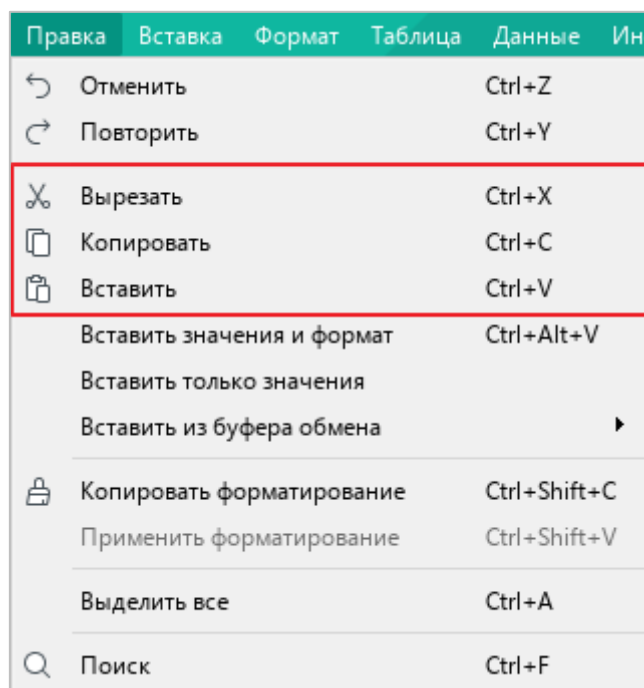 Правка Вставка Формат Таблица Данные Ин
Отменить Ctrl+Z
Повторить Ctrl+Y
Вырезать Ctrl+X
Копировать Ctrl+C
Вставить Ctrl+V
Вставить значения и формат Ctrl+Alt+V
Вставить только значения
Вставить из буфера обмена
Копировать форматирование Ctrl+Shift+C
Применить форматирование Ctrl+Shift+V
Выделить все Ctrl+A
Поиск Ctrl+F